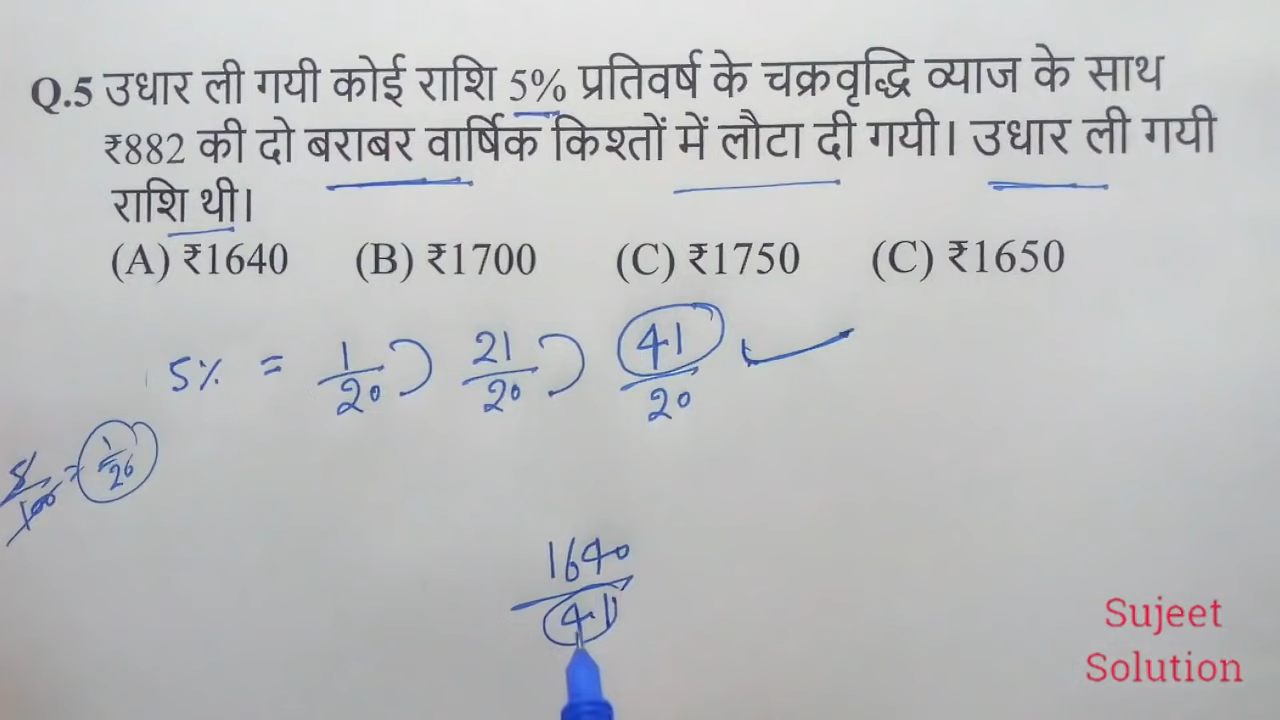 Q.5 उधार ली गयी कोई राशि 5% प्रतिवर्ष के चक्रवृद्धि व्याज के साथ
₹882 की दो बराबर वार्षिक किश्तों में लौटा दी गयी। उधार ली गयी
राशि थी।
(A) ₹1640 (B) ₹1700 (C) ₹1750 (C) ₹1650
5% = 1/20 21/20 41/20
5/100 = 1/20
1640
41
Sujeet
Solution